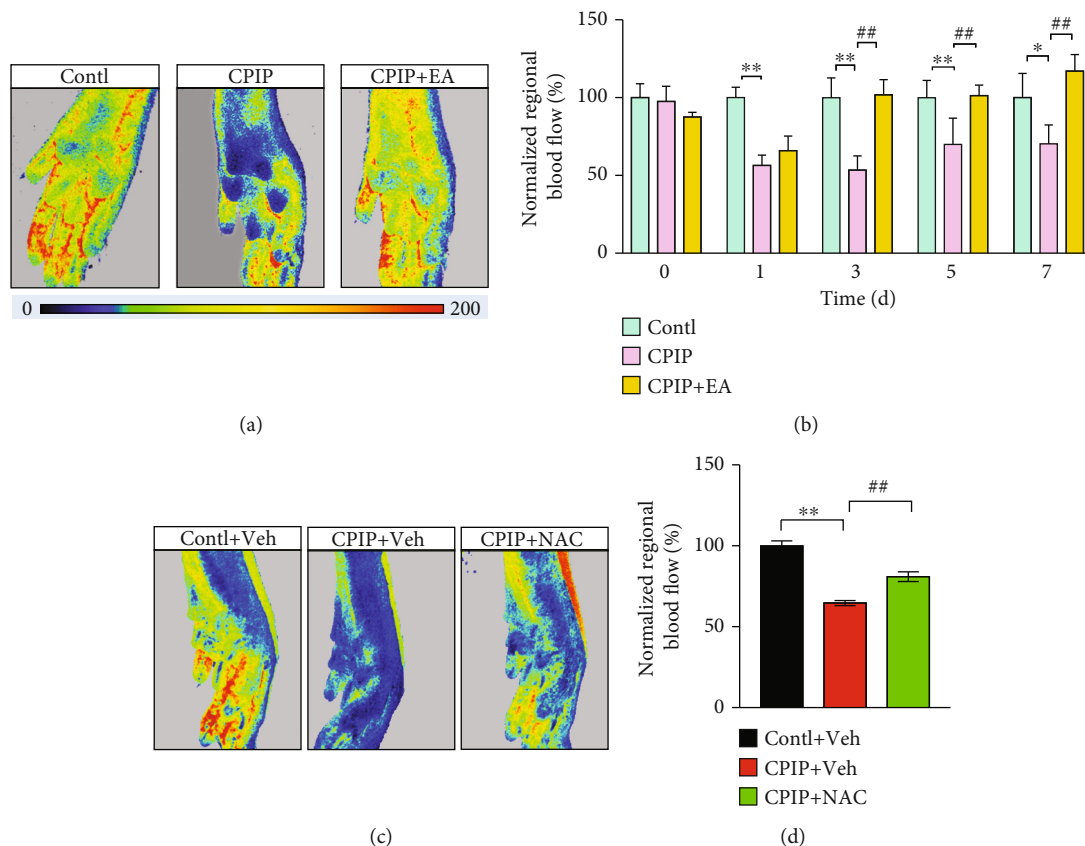 Contl
CPIP
CPIP+EA
0
200
(a)
Normalized regional
blood flow (%)
150
100
50
0
**
**
##
**
##
*
##
0
1
3
5
7
Time (d)
Contl
CPIP
CPIP+EA
(b)
Contl+Veh
CPIP+Veh
CPIP+NAC
(c)
Normalized regional
blood flow (%)
150
100
50
0
**
##
Contl+Veh
CPIP+Veh
CPIP+NAC
(d)